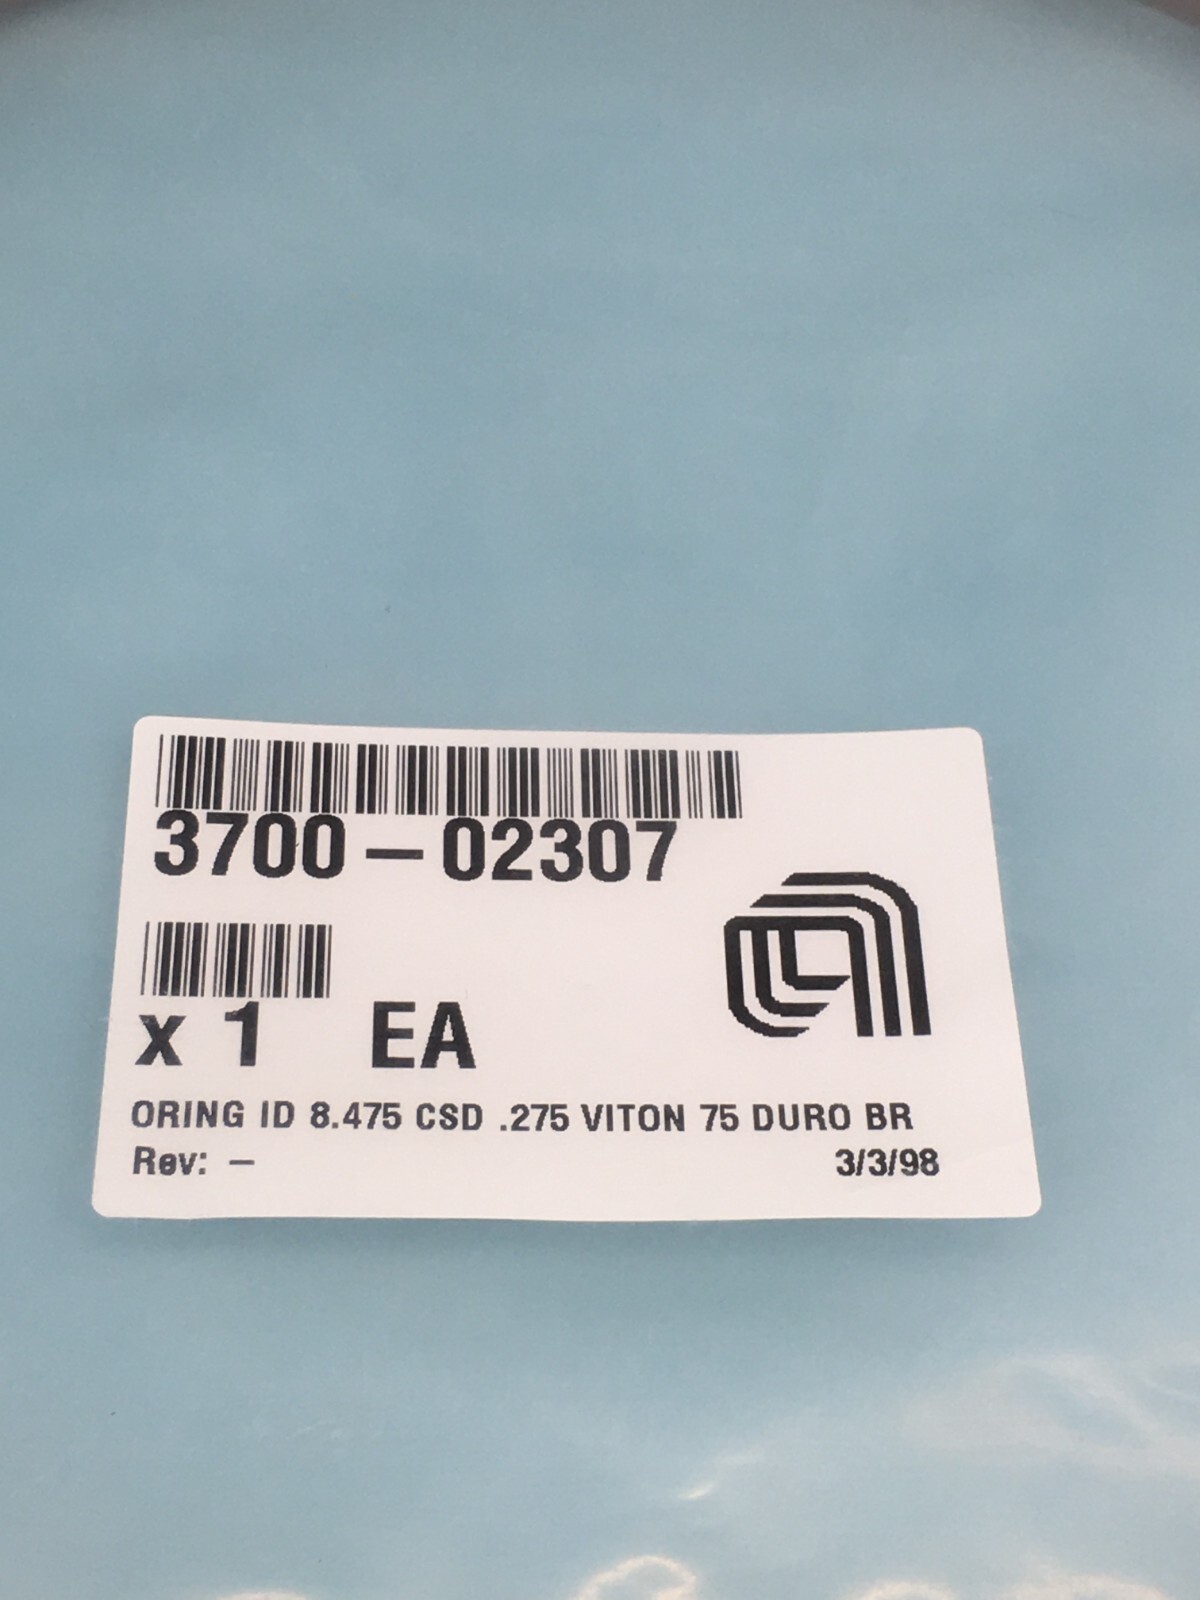 3700-02307
x 1 EA
ORING ID 8.475 CSD .275 VITON 75 DURO BR
Rev: - 3/3/98